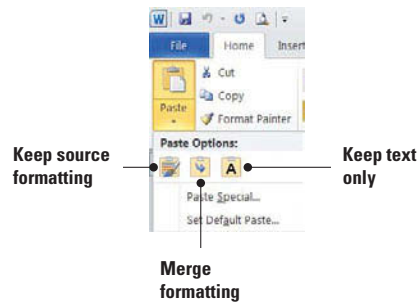 W
File Home Insert
Cut
Copy
Paste
Format Painter
Paste Options:
Keep source
formatting
A
Keep text
only
Paste Special...
Set Default Paste...
Merge
formatting